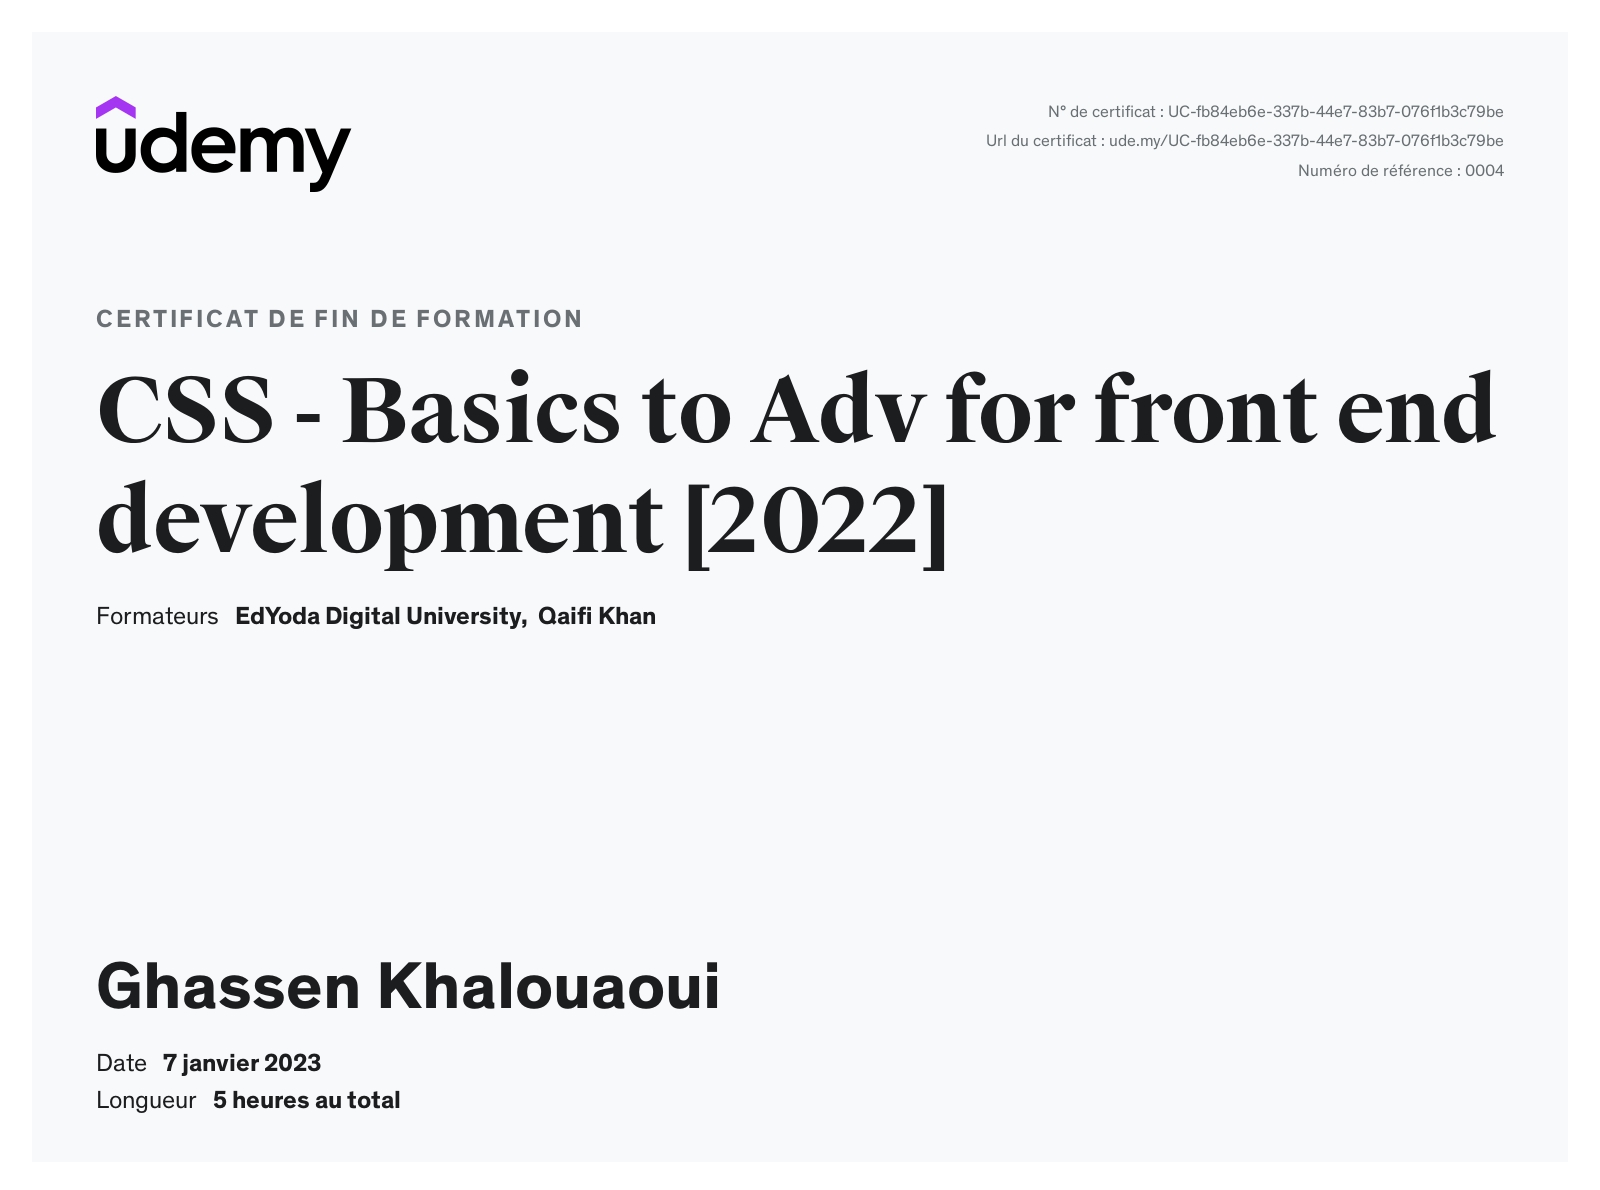 udemy
N° de certificat : UC-fb84eb6e-337b-44e7-83b7-076f1b3c79be
Url du certificat : ude.my/UC-fb84eb6e-337b-44e7-83b7-076f1b3c79be
Numéro de référence : 0004
CERTIFICAT DE FIN DE FORMATION
CSS - Basics to Adv for front end
development [2022]
Formateurs EdYoda Digital University, Qaifi Khan
Ghassen Khalouaoui
Date 7 janvier 2023
Longueur 5 heures au total